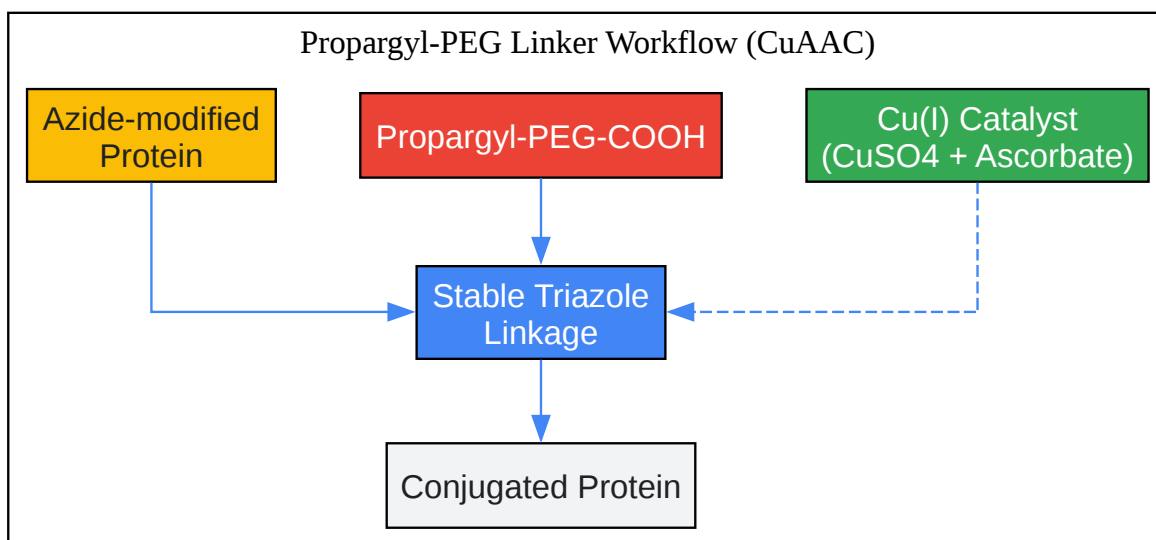 Propargyl-PEG Linker Workflow (CuAAC)
Azide-modified
Protein
Propargyl-PEG-COOH
Cu(I) Catalyst
(CuSO4 + Ascorbate)
Stable Triazole
Linkage
Conjugated Protein